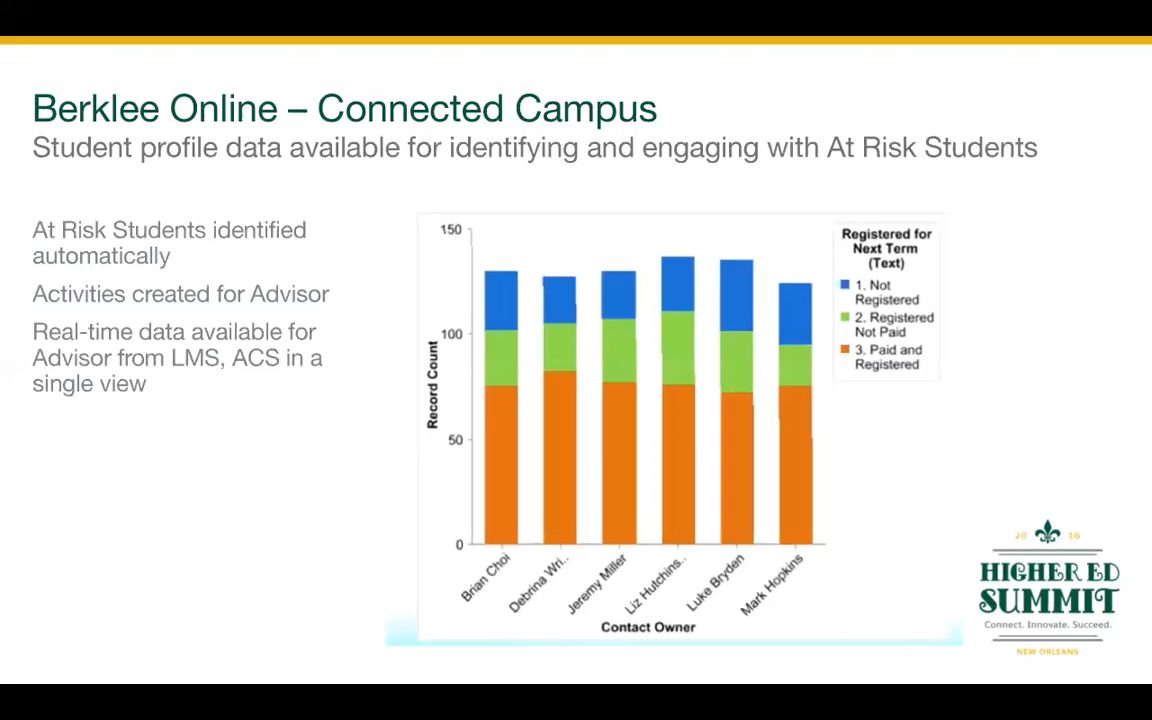 Berklee Online – Connected Campus
Student profile data available for identifying and engaging with At Risk Students
At Risk Students identified
automatically
Activities created for Advisor
Real-time data available for
Advisor from LMS, ACS in a
single view
150
100
50
0
Record Count
Brian Choi
Debrina Wri..
Jeremy Miller
Liz Hutchins..
Luke Bryden
Mark Hopkins
Contact Owner
Registered for
Next Term
(Text)
1. Not
Registered
2. Registered
Not Paid
3. Paid and
Registered
20 16
HIGHER ED
SUMMIT
Connect. Innovate. Succeed.
NEW ORLEANS